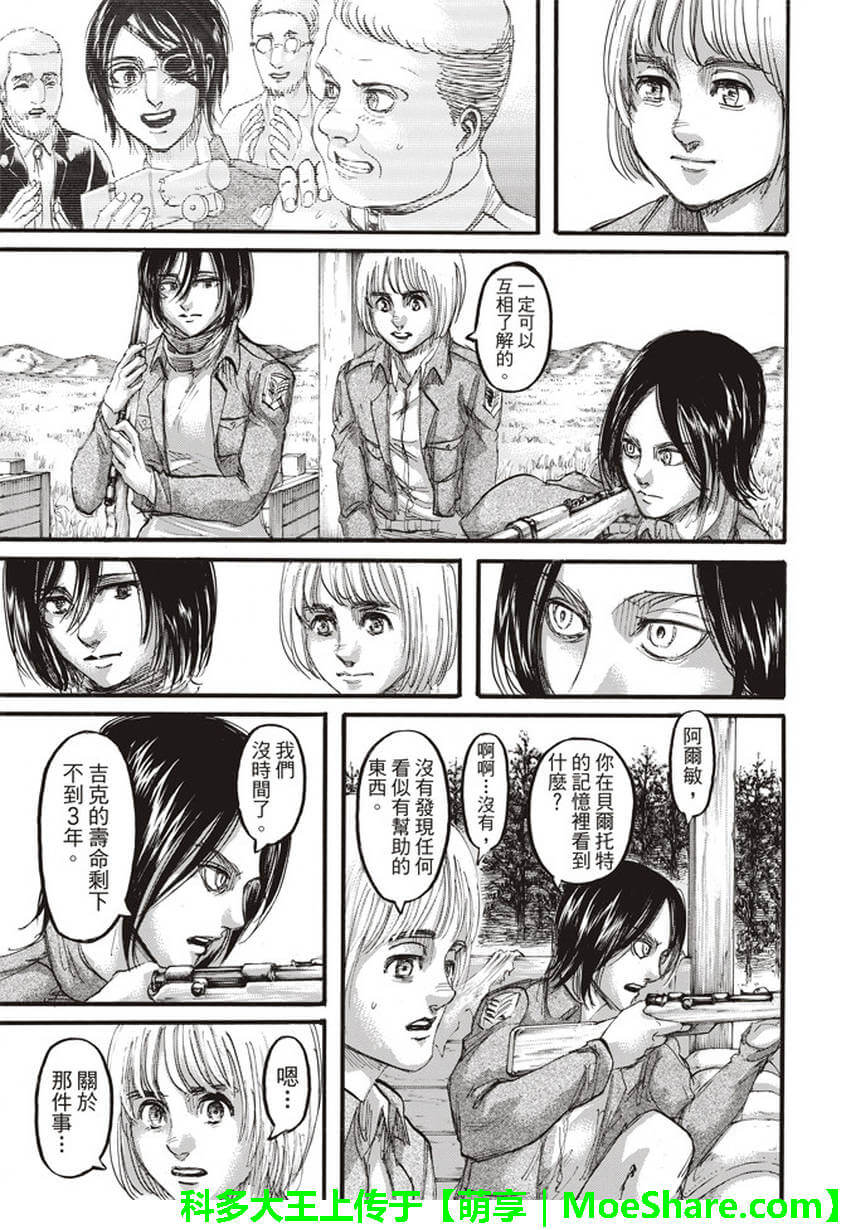 一定可以
互相了解的。
阿爾敏，
你在貝爾托特
的記憶裡看到
什麼？
啊啊…沒有，
沒有發現任何
看似有幫助的
東西。
我們
沒時間了。
吉克的壽命剩下
不到3年。
嗯…
關於
那件事…
科多大王上传于【萌享｜MoeShare.com】